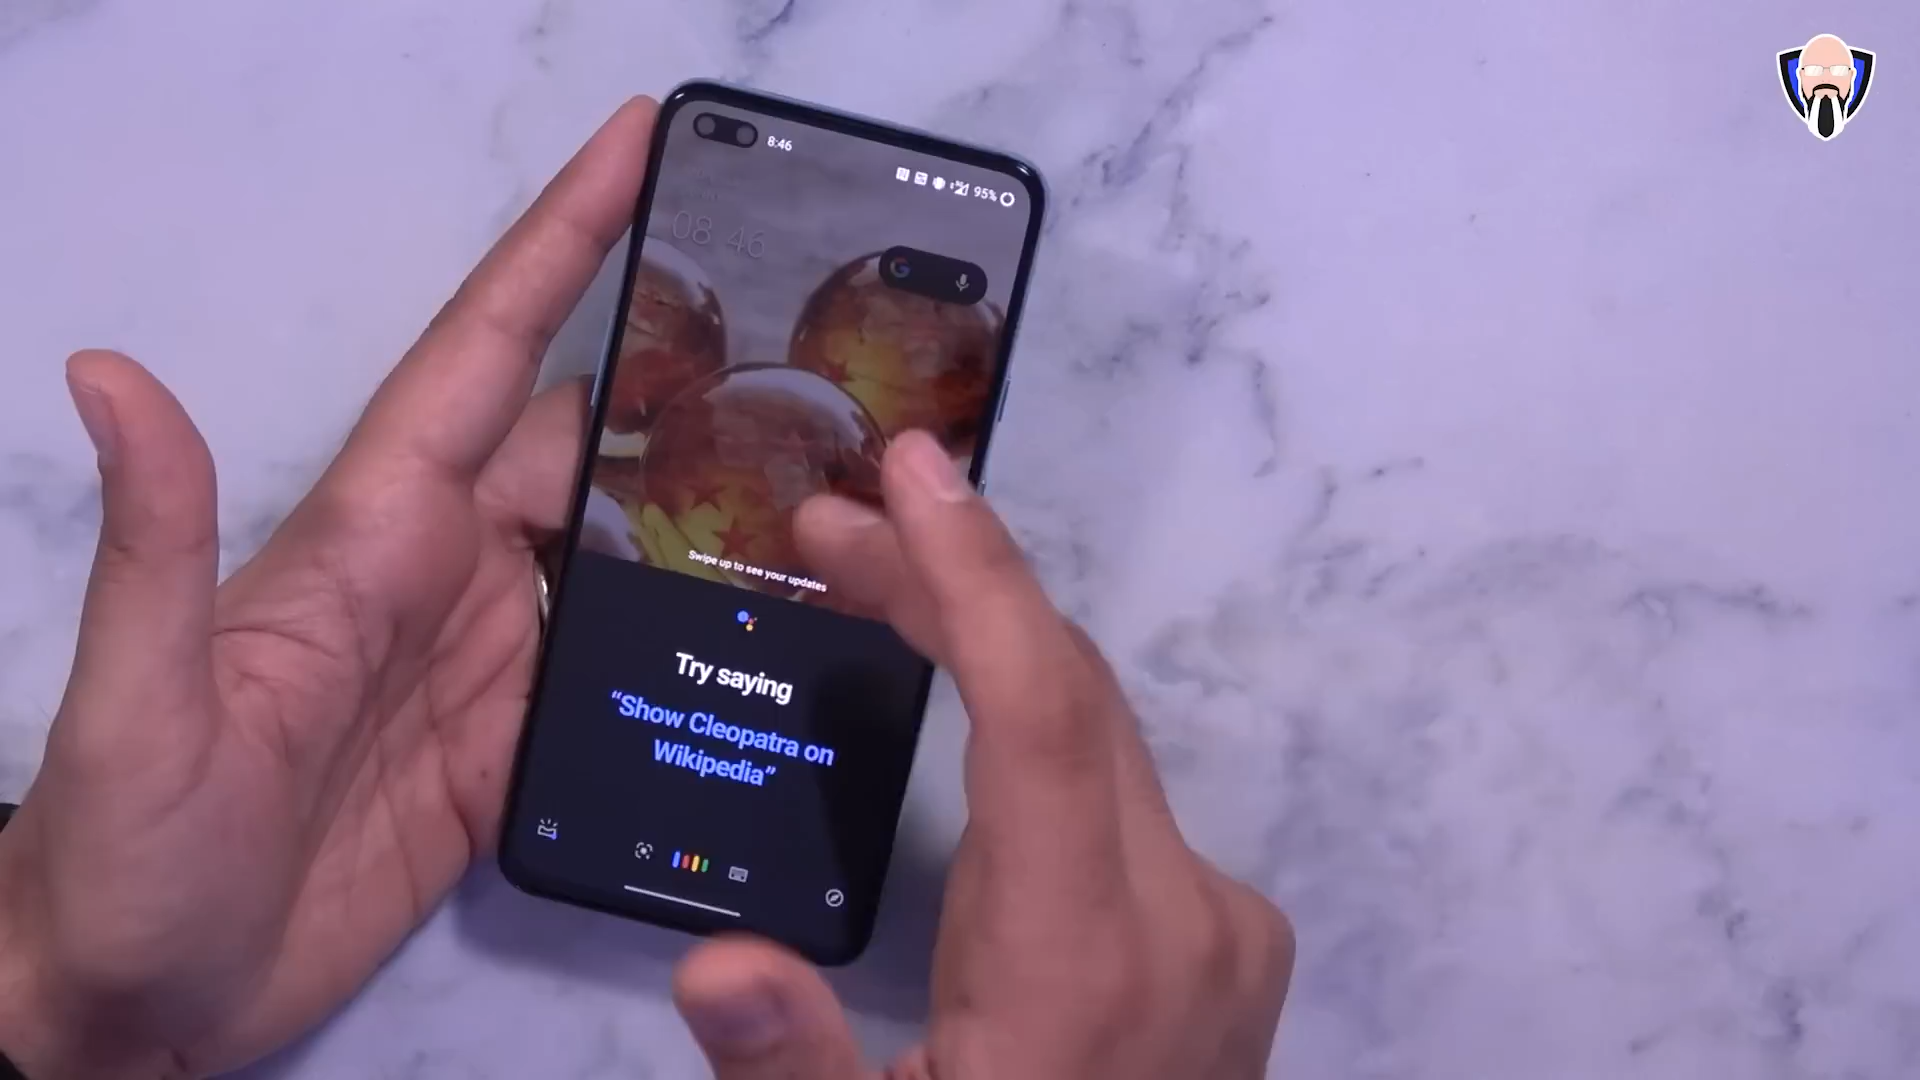 8:46
95%
08 46
Swipe up to see your updates
Try saying
“Show Cleopatra on
Wikipedia”